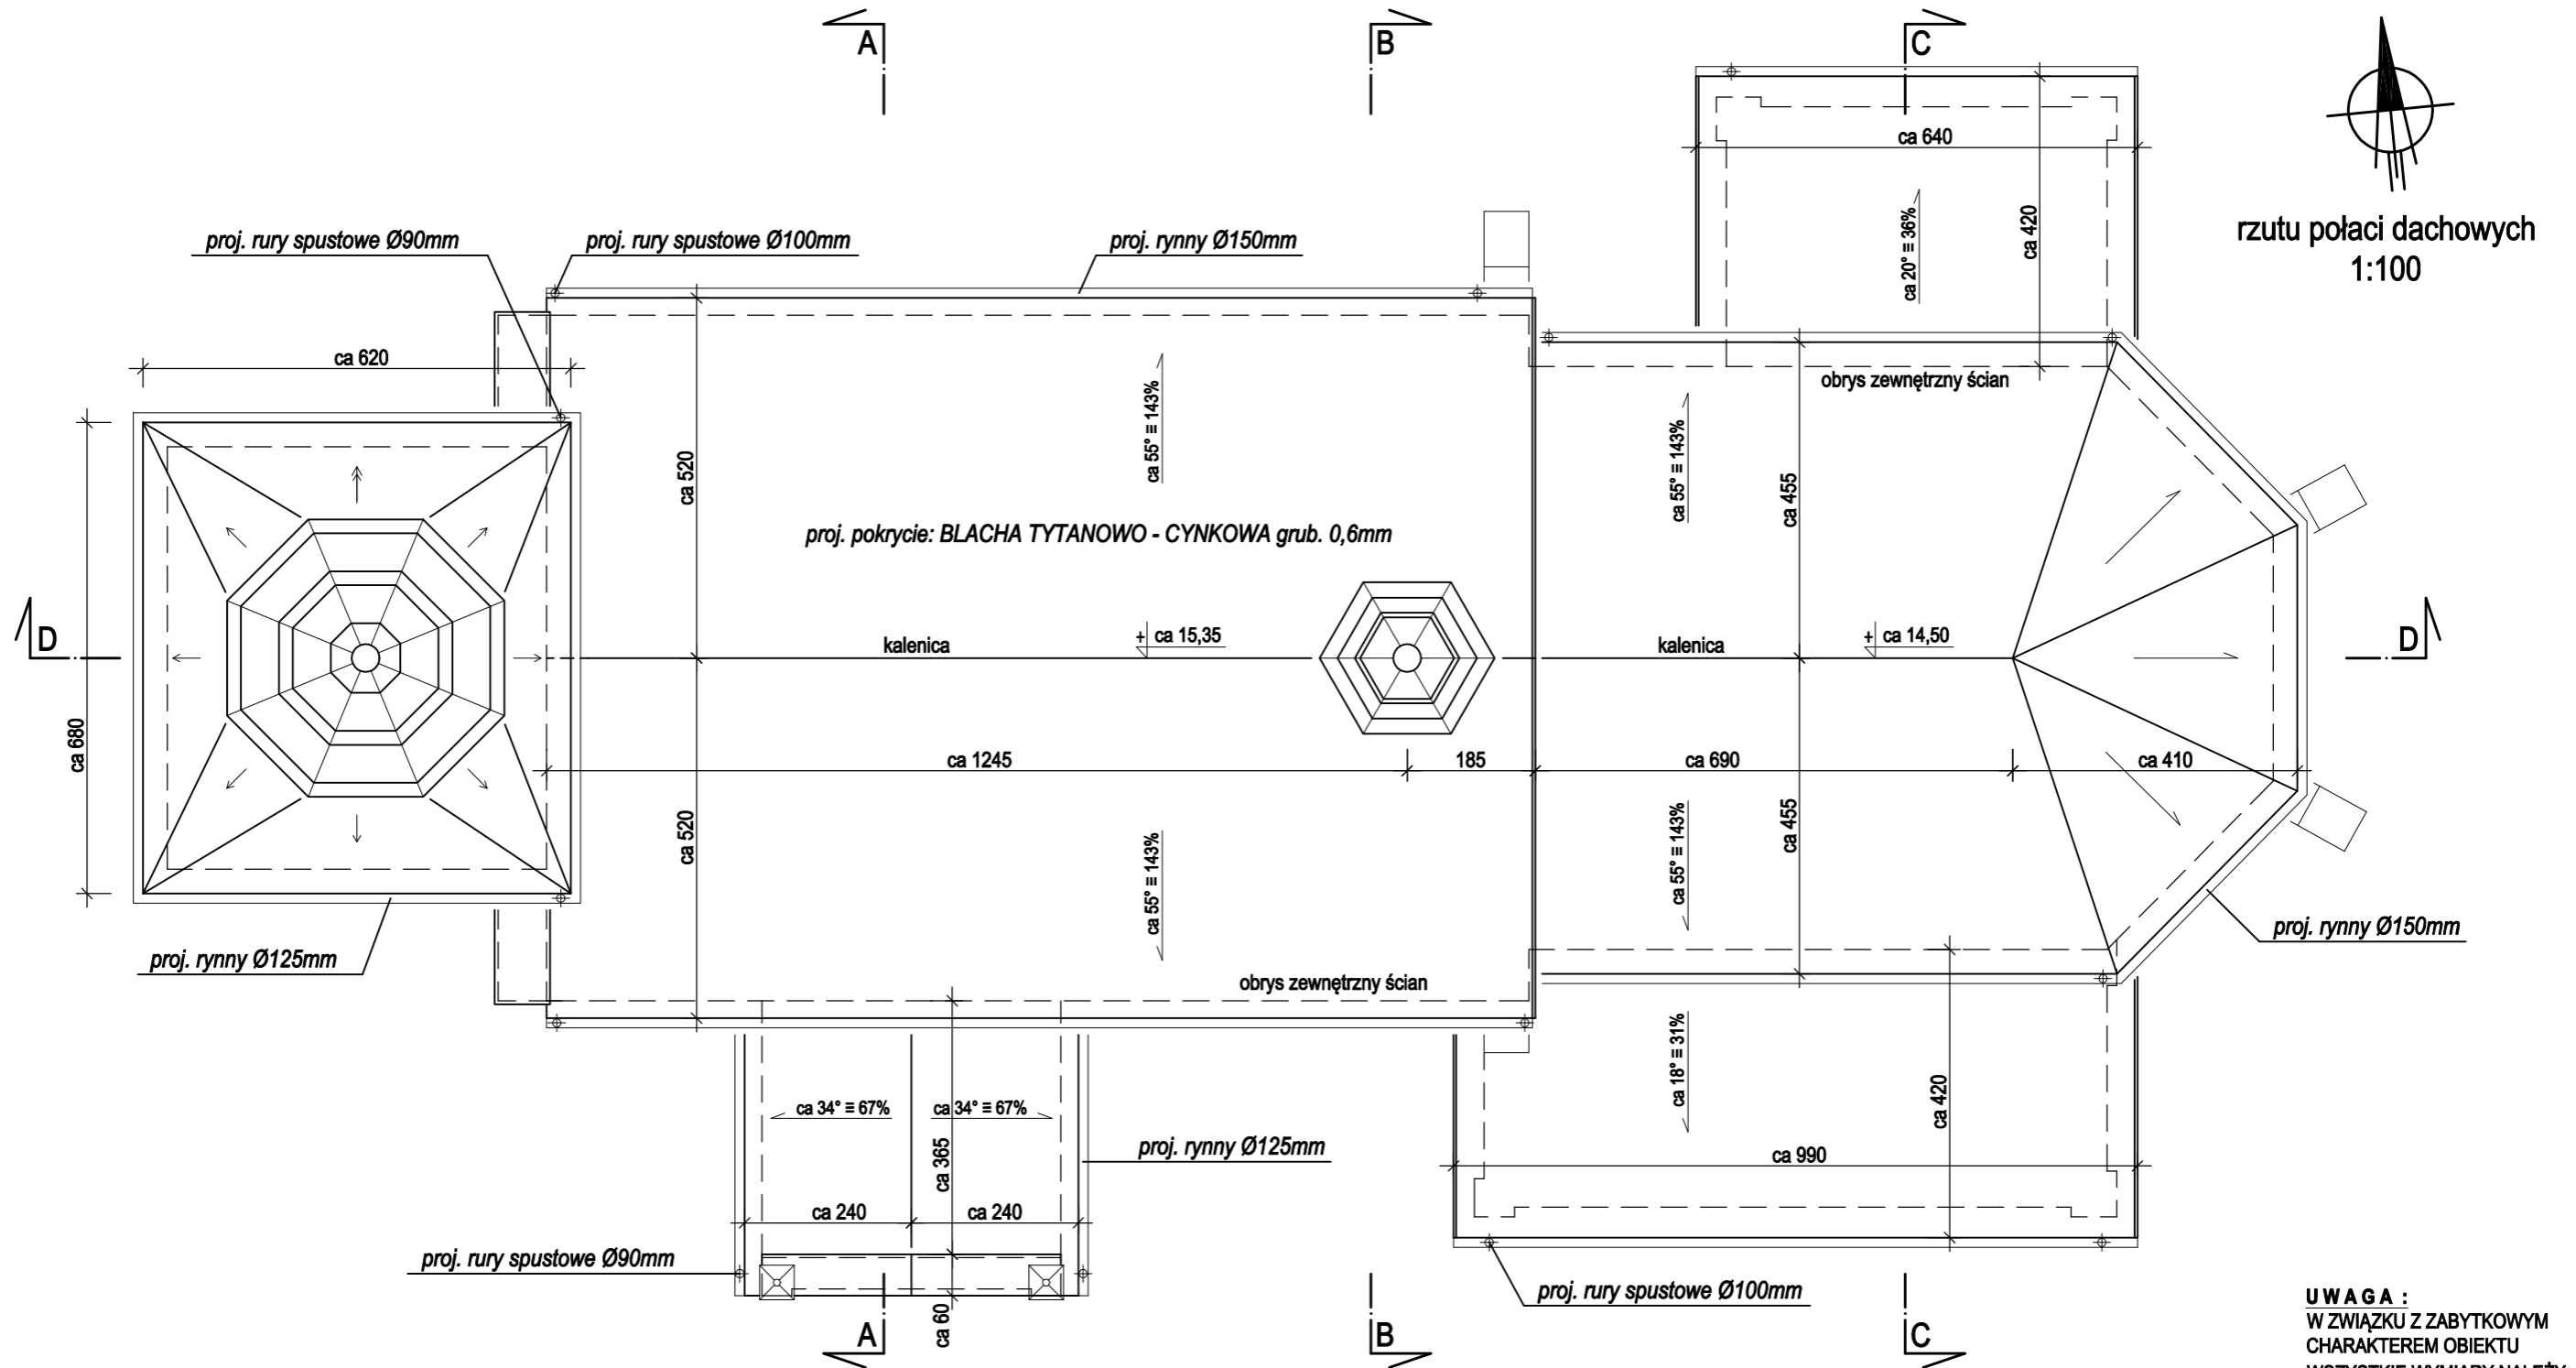 A
B
C
ca 640
ca 420
ca 20° ≡ 36%
rzutu połaci dachowych
1:100
proj. rury spustowe Ø90mm
proj. rury spustowe Ø100mm
proj. rynny Ø150mm
ca 620
ca 680
ca 520
ca 55° ≡ 143%
ca 55° ≡ 143%
ca 455
obrys zewnętrzny ścian
proj. pokrycie: BLACHA TYTANOWO - CYNKOWA grub. 0,6mm
D
kalenica
+ ca 15,35
kalenica
+ ca 14,50
D
ca 1245
185
ca 690
ca 410
ca 520
ca 55° ≡ 143%
ca 55° ≡ 143%
ca 455
proj. rynny Ø125mm
obrys zewnętrzny ścian
proj. rynny Ø150mm
ca 34° ≡ 67%
ca 34° ≡ 67%
ca 18° ≡ 31%
ca 420
ca 365
proj. rynny Ø125mm
ca 990
ca 240
ca 240
proj. rury spustowe Ø90mm
proj. rury spustowe Ø100mm
ca 60
A
B
C
UWAGA :
W ZWIĄZKU Z ZABYTKOWYM
CHARAKTEREM OBIEKTU
WSZYSTKIE WYMIARY NALEŻY